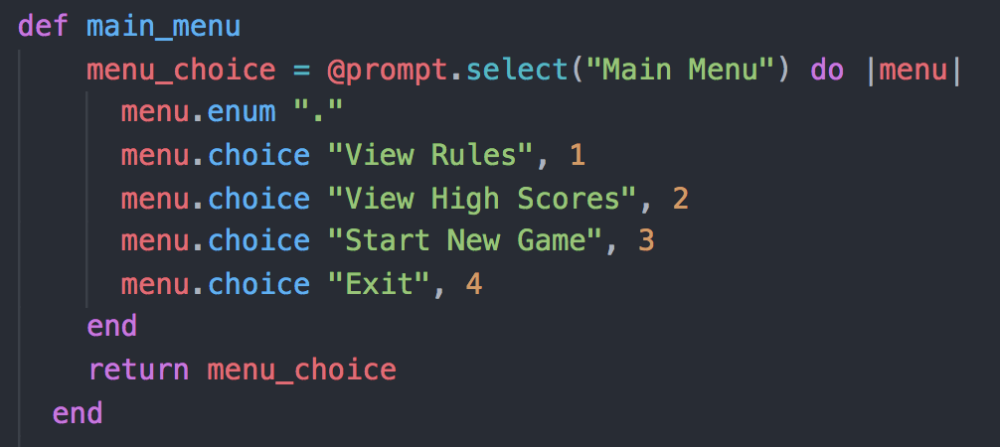 def main_menu
menu_choice = @prompt.select("Main Menu") do |menu|
menu.enum "."
menu.choice "View Rules", 1
menu.choice "View High Scores", 2
menu.choice "Start New Game", 3
menu.choice "Exit", 4
end
return menu_choice
end